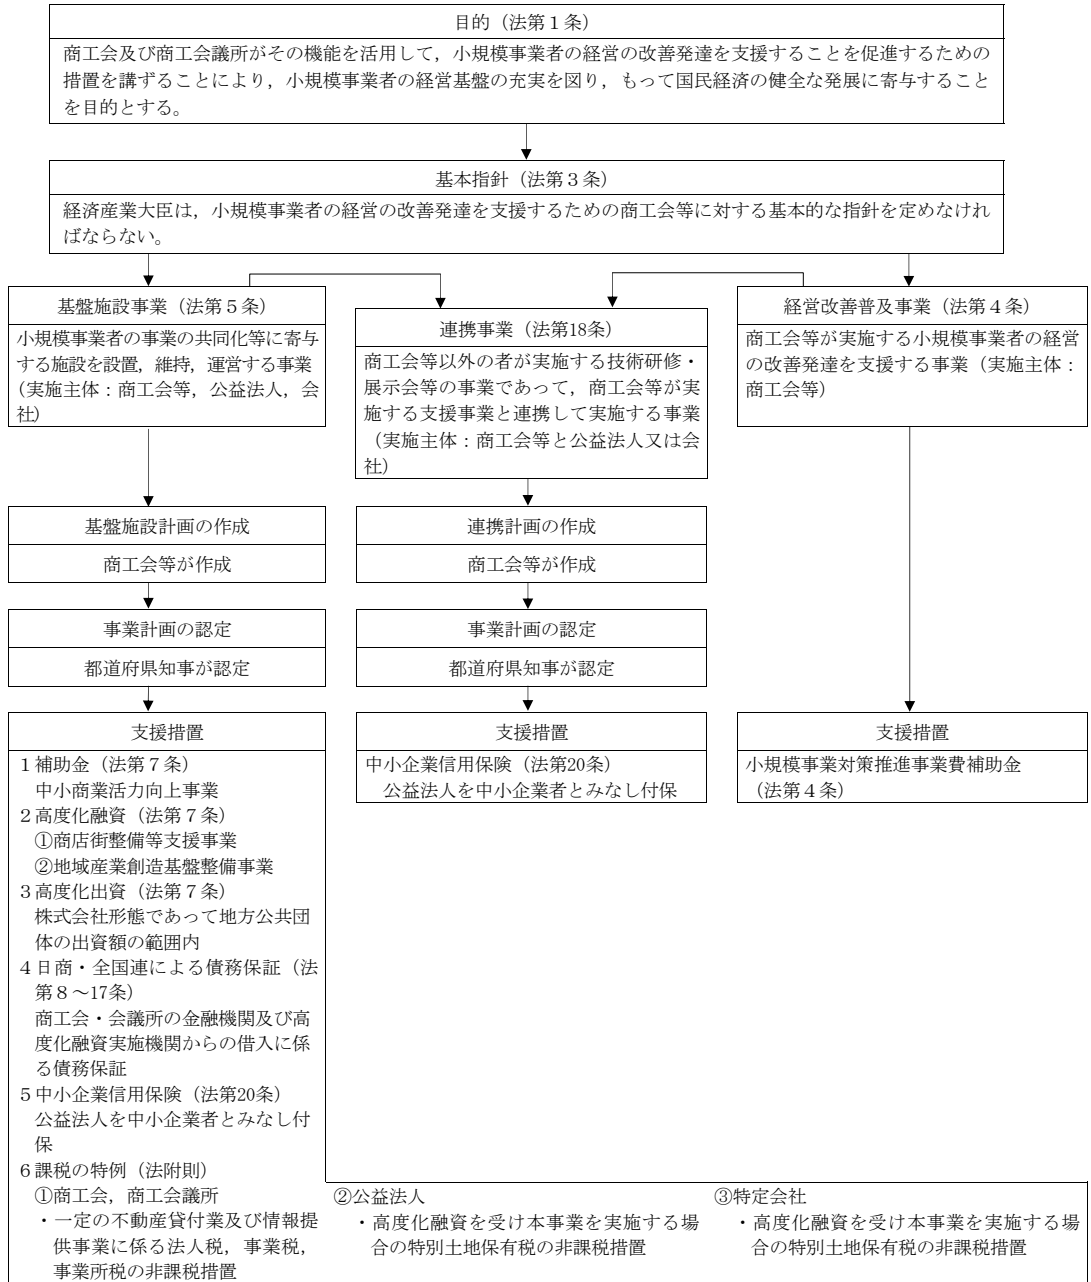 目的（法第１条）
商工会及び商工会議所がその機能を活用して，小規模事業者の経営の改善発達を支援することを促進するための
措置を講ずることにより，小規模事業者の経営基盤の充実を図り，もって国民経済の健全な発展に寄与すること
を目的とする。
基本指針（法第３条）
経済産業大臣は，小規模事業者の経営の改善発達を支援するための商工会等に対する基本的な指針を定めなけれ
ばならない。
基盤施設事業（法第５条）
小規模事業者の事業の共同化等に寄与
する施設を設置，維持，運営する事業
（実施主体：商工会等，公益法人，会
社）
連携事業（法第18条）
商工会等以外の者が実施する技術研修・
展示会等の事業であって，商工会等が実
施する支援事業と連携して実施する事業
（実施主体：商工会等と公益法人又は会
社）
経営改善普及事業（法第４条）
商工会等が実施する小規模事業者の経営
の改善発達を支援する事業（実施主体：
商工会等）
基盤施設計画の作成
商工会等が作成
連携計画の作成
商工会等が作成
事業計画の認定
都道府県知事が認定
事業計画の認定
都道府県知事が認定
支援措置
１補助金（法第７条）
中小商業活力向上事業
２高度化融資（法第７条）
①商店街整備等支援事業
②地域産業創造基盤整備事業
３高度化出資（法第７条）
株式会社形態であって地方公共団
体の出資額の範囲内
４日商・全国連による債務保証（法
第８～17条）
商工会・会議所の金融機関及び高
度化融資実施機関からの借入に係
る債務保証
５中小企業信用保険（法第20条）
公益法人を中小企業者とみなし付
保
６課税の特例（法附則）
①商工会，商工会議所
・一定の不動産貸付業及び情報提
供事業に係る法人税，事業税，
事業所税の非課税措置
支援措置
中小企業信用保険（法第20条）
公益法人を中小企業者とみなし付保
支援措置
小規模事業対策推進事業費補助金
（法第４条）
②公益法人
・高度化融資を受け本事業を実施する場
合の特別土地保有税の非課税措置
③特定会社
・高度化融資を受け本事業を実施する場
合の特別土地保有税の非課税措置